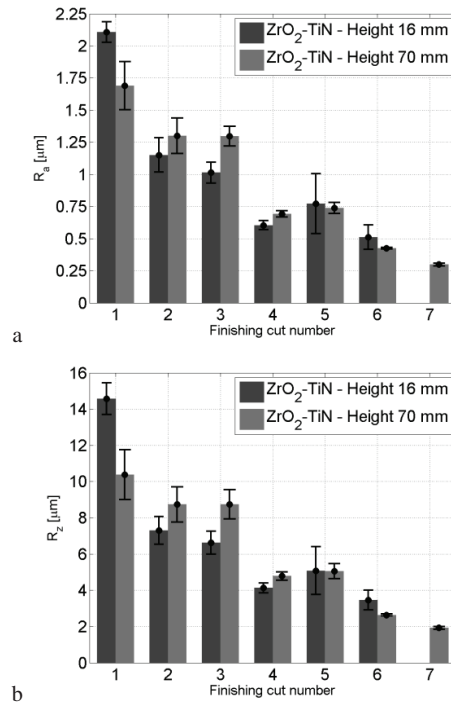 2.25
2
1.75
1.5
1.25
1
0.75
0.5
0.25
0
Rₐ [μm]
ZrO₂-TiN - Height 16 mm
ZrO₂-TiN - Height 70 mm
1 2 3 4 5 6 7
Finishing cut number
a
16
14
12
10
8
6
4
2
0
R_z [μm]
ZrO₂-TiN - Height 16 mm
ZrO₂-TiN - Height 70 mm
1 2 3 4 5 6 7
Finishing cut number
b